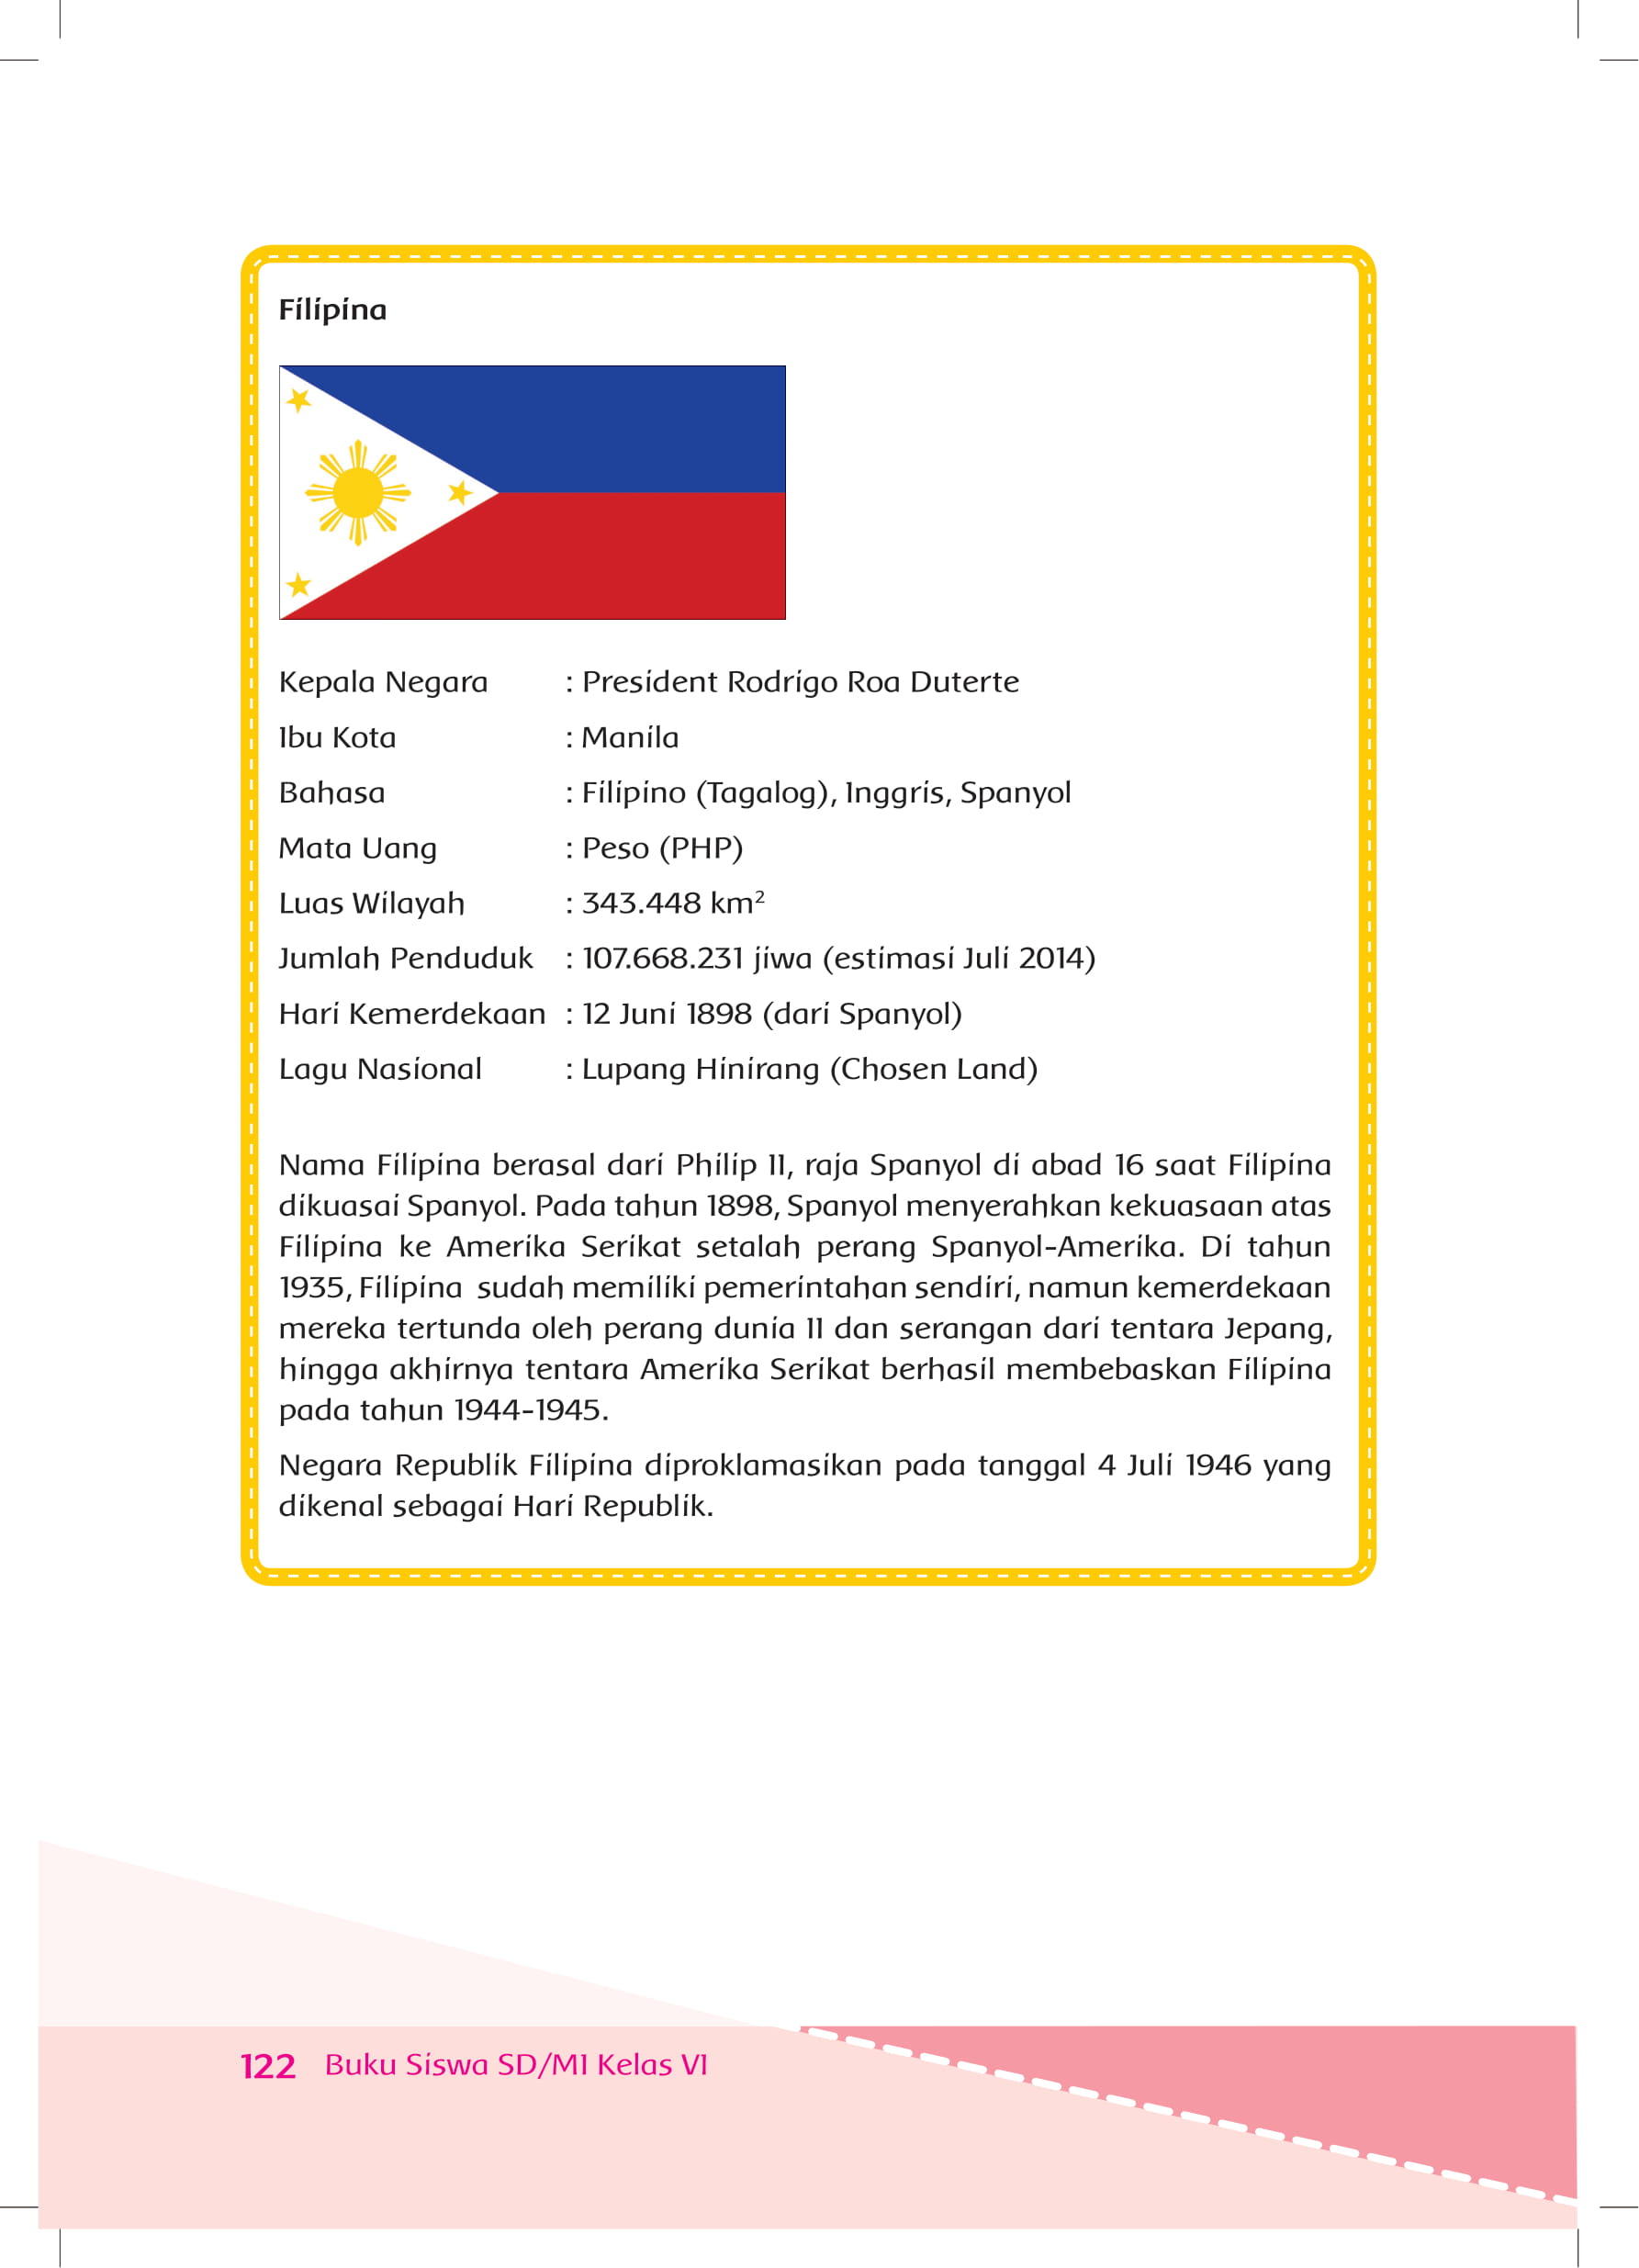 Filipina
Kepala Negara : President Rodrigo Roa Duterte
Ibu Kota : Manila
Bahasa : Filipino (Tagalog), Inggris, Spanyol
Mata Uang : Peso (PHP)
Luas Wilayah : 343.448 km²
Jumlah Penduduk : 107.668.231 jiwa (estimasi Juli 2014)
Hari Kemerdekaan : 12 Juni 1898 (dari Spanyol)
Lagu Nasional : Lupang Hinirang (Chosen Land)
Nama Filipina berasal dari Philip II, raja Spanyol di abad 16 saat Filipina
dikuasai Spanyol. Pada tahun 1898, Spanyol menyerahkan kekuasaan atas
Filipina ke Amerika Serikat setalah perang Spanyol-Amerika. Di tahun
1935, Filipina sudah memiliki pemerintahan sendiri, namun kemerdekaan
mereka tertunda oleh perang dunia II dan serangan dari tentara Jepang,
hingga akhirnya tentara Amerika Serikat berhasil membebaskan Filipina
pada tahun 1944-1945.
Negara Republik Filipina diproklamasikan pada tanggal 4 Juli 1946 yang
dikenal sebagai Hari Republik.
122 Buku Siswa SD/MI Kelas VI